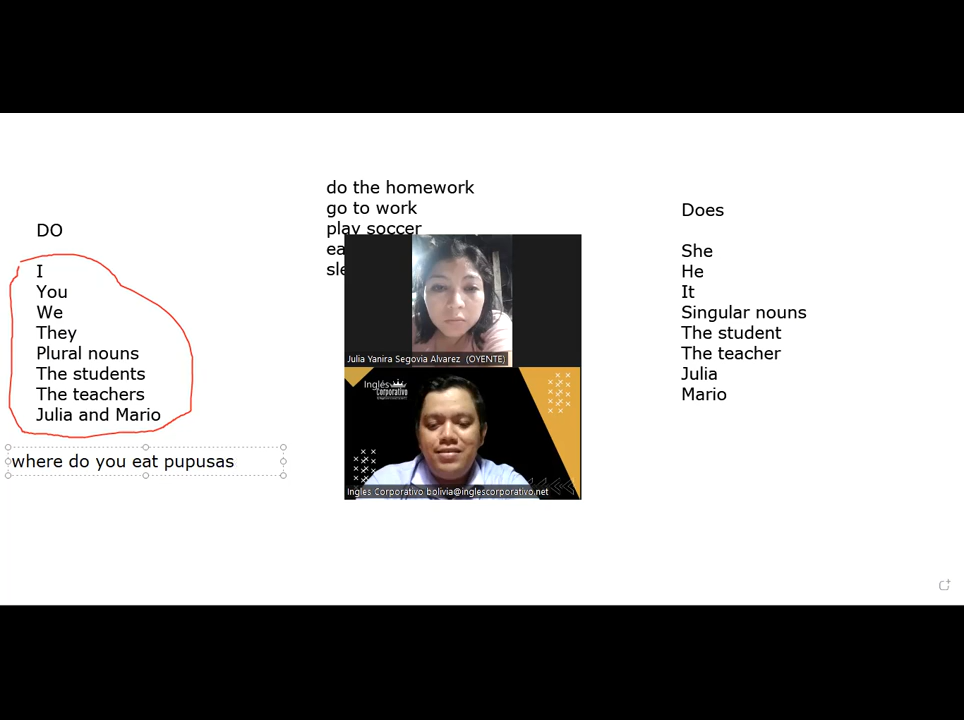 DO
I
You
We
They
Plural nouns
The students
The teachers
Julia and Mario
where do you eat pupusas
do the homework
go to work
play soccer
Julia Yanira Segovia Alvarez (OYENTE)
Inglés
Corporativo
Ingles Corporativo bolivia@inglescorporativo.net
Does
She
He
It
Singular nouns
The student
The teacher
Julia
Mario